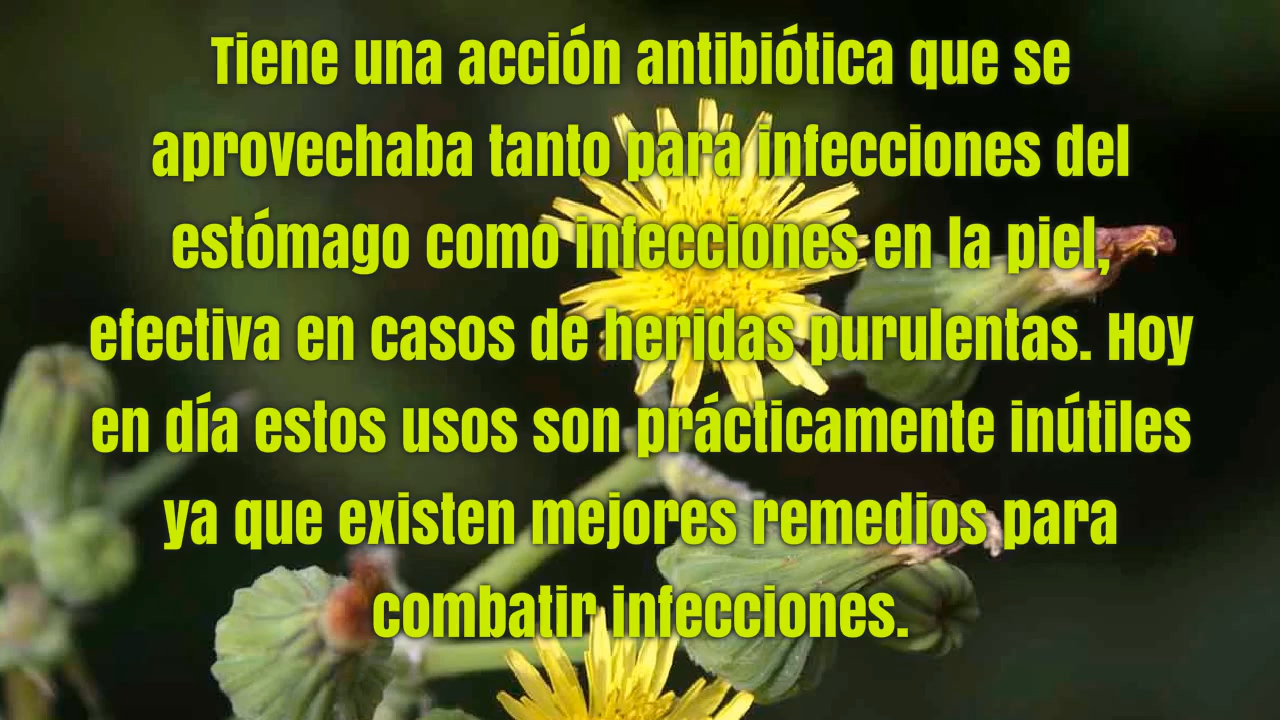 Tiene una acción antibiótica que se
aprovechaba tanto para infecciones del
estómago como infecciones en la piel,
efectiva en casos de heridas purulentas. Hoy
en día estos usos son prácticamente inútiles
ya que existen mejores remedios para
combatir infecciones.